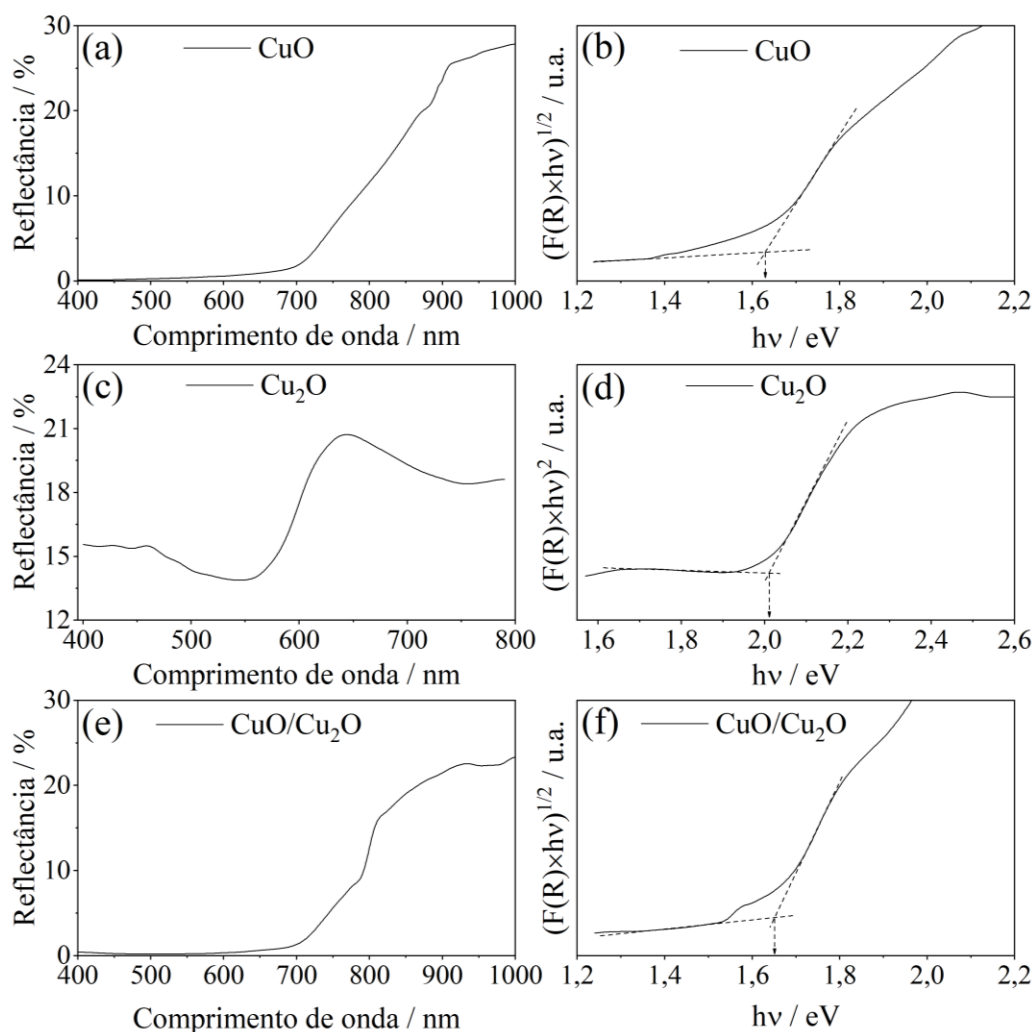 (a) CuO
Reflectância / %
30
20
10
0
400 500 600 700 800 900 1000
Comprimento de onda / nm
(b) CuO
(F(R)×hν)^{1/2} / u.a.
1,2 1,4 1,6 1,8 2,0 2,2
hν / eV
(c) Cu₂O
Reflectância / %
24
21
18
15
12
400 500 600 700 800
Comprimento de onda / nm
(d) Cu₂O
(F(R)×hν)² / u.a.
1,6 1,8 2,0 2,2 2,4 2,6
hν / eV
(e) CuO/Cu₂O
Reflectância / %
30
20
10
0
400 500 600 700 800 900 1000
Comprimento de onda / nm
(f) CuO/Cu₂O
(F(R)×hν)^{1/2} / u.a.
1,2 1,4 1,6 1,8 2,0 2,2
hν / eV